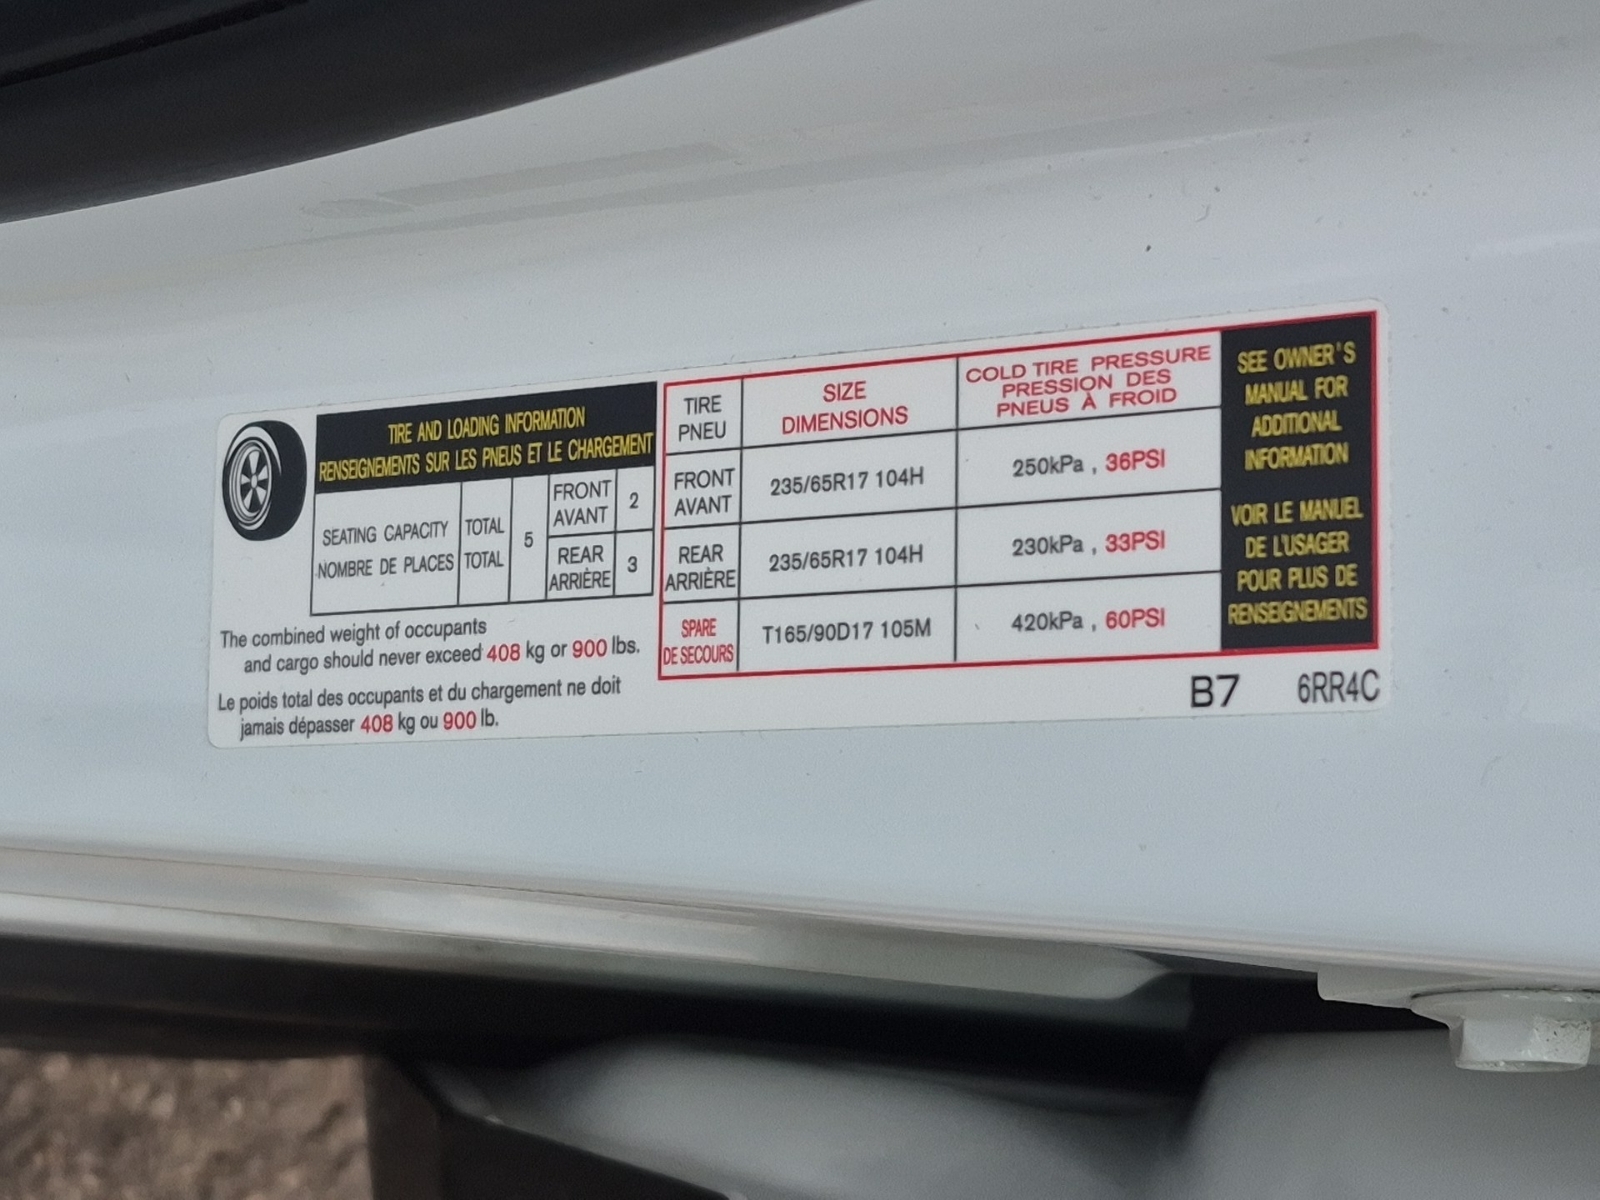 TIRE AND LOADING INFORMATION
RENSEIGNEMENTS SUR LES PNEUS ET LE CHARGEMENT
SEATING CAPACITY TOTAL
NOMBRE DE PLACES TOTAL
5
FRONT
AVANT
2
REAR
ARRIÈRE
3
The combined weight of occupants
and cargo should never exceed 408 kg or 900 lbs.
Le poids total des occupants et du chargement ne doit
jamais dépasser 408 kg ou 900 lb.
TIRE
PNEU
SIZE
DIMENSIONS
COLD TIRE PRESSURE
PRESSION DES
PNEUS À FROID
FRONT
AVANT
235/65R17 104H
250kPa , 36PSI
REAR
ARRIÈRE
235/65R17 104H
230kPa , 33PSI
SPARE
DE SECOURS
T165/90D17 105M
420kPa , 60PSI
SEE OWNER'S
MANUAL FOR
ADDITIONAL
INFORMATION
VOIR LE MANUEL
DE L'USAGER
POUR PLUS DE
RENSEIGNEMENTS
B7 6RR4C